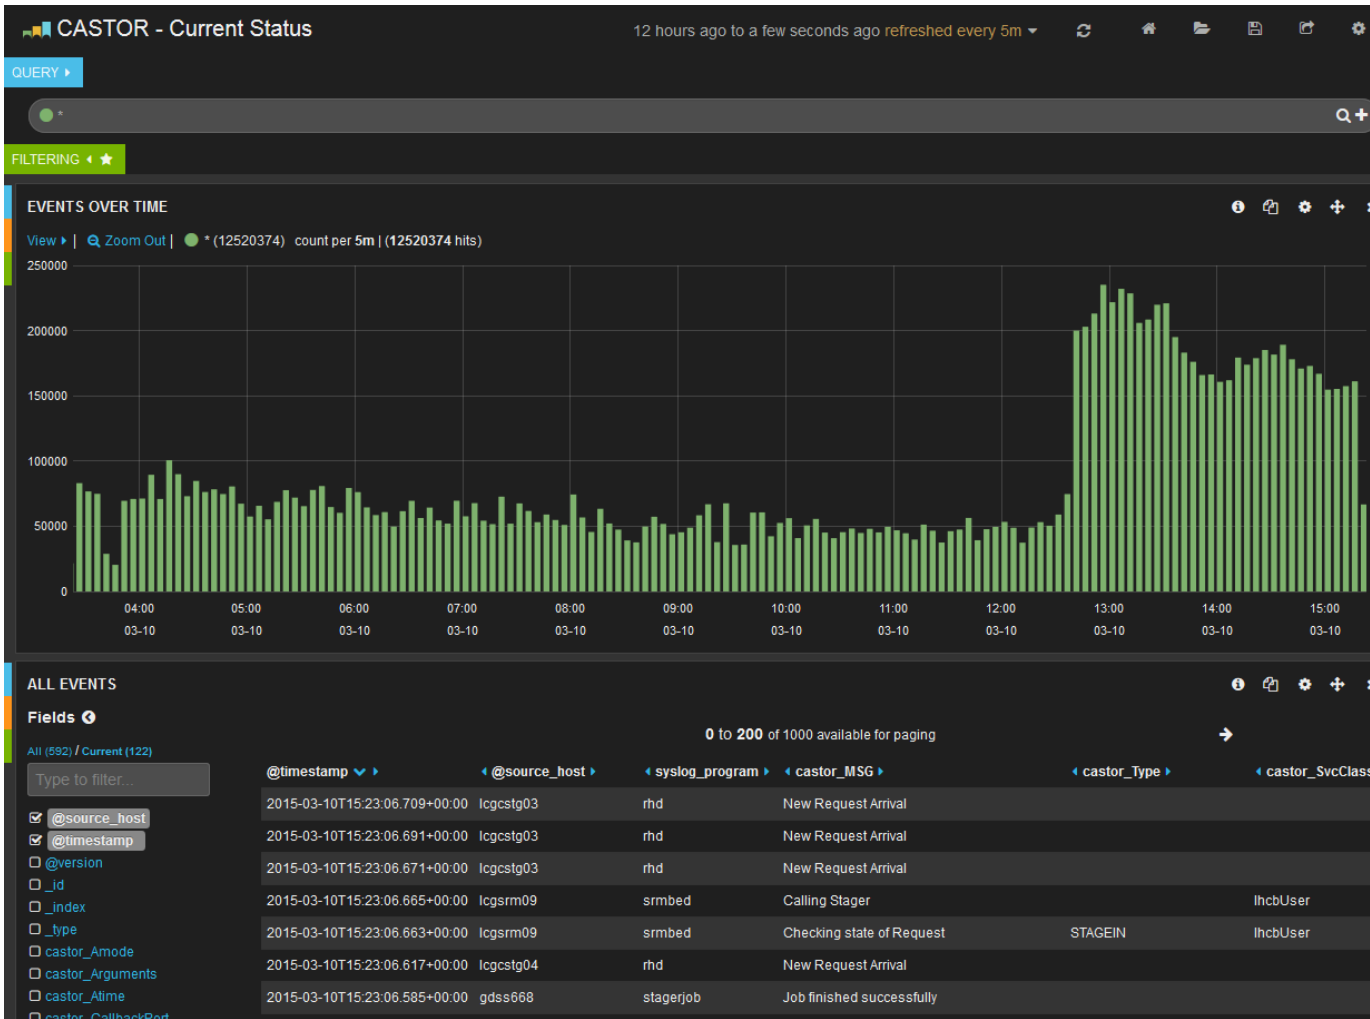 CASTOR - Current Status
12 hours ago to a few seconds ago refreshed every 5m
QUERY
*
FILTERING
EVENTS OVER TIME
View | Zoom Out | * (12520374) count per 5m | (12520374 hits)
250000
200000
150000
100000
50000
0
04:00 05:00 06:00 07:00 08:00 09:00 10:00 11:00 12:00 13:00 14:00 15:00
03-10 03-10 03-10 03-10 03-10 03-10 03-10 03-10 03-10 03-10 03-10 03-10
ALL EVENTS
Fields
0 to 200 of 1000 available for paging
All (592) / Current (122)
Type to filter...
@source_host
@timestamp
@version
_id
_index
_type
castor_Amode
castor_Arguments
castor_Atime
castor_CallbackPort
@timestamp @source_host syslog_program castor_MSG castor_Type castor_SvcClass
2015-03-10T15:23:06.709+00:00 lcgcstg03 rhd New Request Arrival
2015-03-10T15:23:06.691+00:00 lcgcstg03 rhd New Request Arrival
2015-03-10T15:23:06.671+00:00 lcgcstg03 rhd New Request Arrival
2015-03-10T15:23:06.665+00:00 lcgsrm09 srmbed Calling Stager lhcbUser
2015-03-10T15:23:06.663+00:00 lcgsrm09 srmbed Checking state of Request STAGEIN lhcbUser
2015-03-10T15:23:06.617+00:00 lcgcstg04 rhd New Request Arrival
2015-03-10T15:23:06.585+00:00 gdss668 stagerjob Job finished successfully